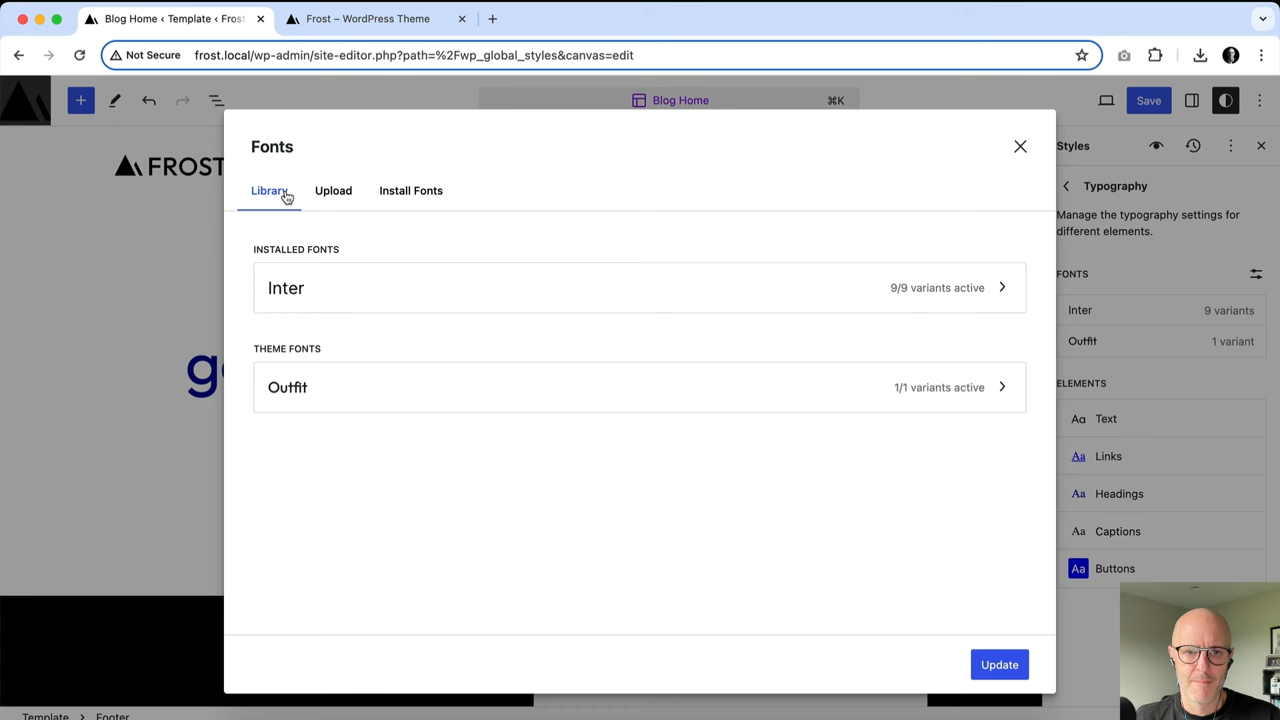 Blog Home ‹ Template ‹ Frost
Frost – WordPress Theme
Not Secure
frost.local/wp-admin/site-editor.php?path=%2Fwp_global_styles&canvas=edit
Blog Home
⌘K
Save
FROST
Styles
Typography
Manage the typography settings for
different elements.
FONTS
Inter
9 variants
Outfit
1 variant
ELEMENTS
Aa Text
Aa Links
Aa Headings
Aa Captions
Aa Buttons
Fonts
Library
Upload
Install Fonts
INSTALLED FONTS
Inter
9/9 variants active
THEME FONTS
Outfit
1/1 variants active
Update
Template › Footer